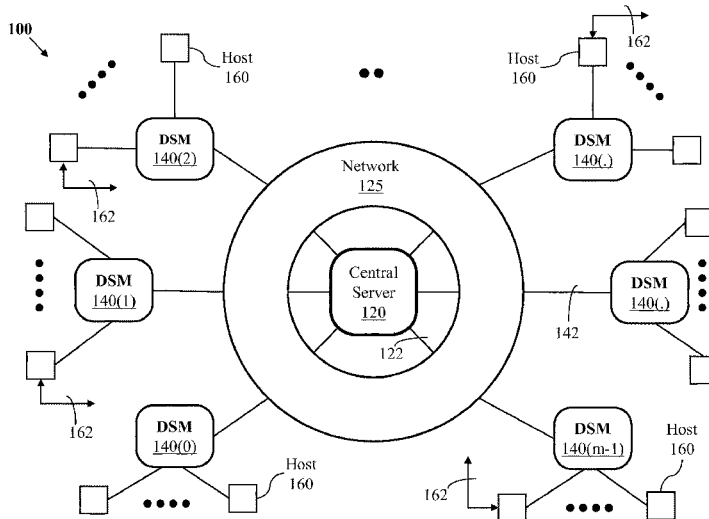 100
Host
160
162
Host
160
DSM
140(2)
DSM
140(.)
Network
125
162
DSM
140(1)
Central
Server
120
DSM
140(.)
122
142
162
DSM
140(0)
DSM
140(m-1)
Host
160
Host
160
162